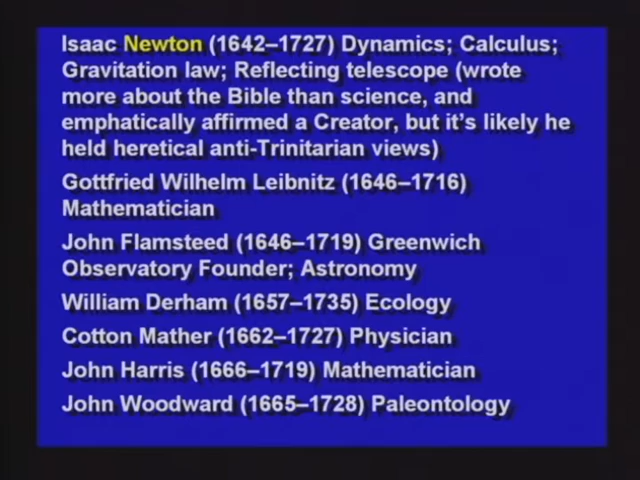 Isaac Newton (1642–1727) Dynamics; Calculus;
Gravitation law; Reflecting telescope (wrote
more about the Bible than science, and
emphatically affirmed a Creator, but it's likely he
held heretical anti-Trinitarian views)
Gottfried Wilhelm Leibnitz (1646–1716)
Mathematician
John Flamsteed (1646–1719) Greenwich
Observatory Founder; Astronomy
William Derham (1657–1735) Ecology
Cotton Mather (1662–1727) Physician
John Harris (1666–1719) Mathematician
John Woodward (1665–1728) Paleontology